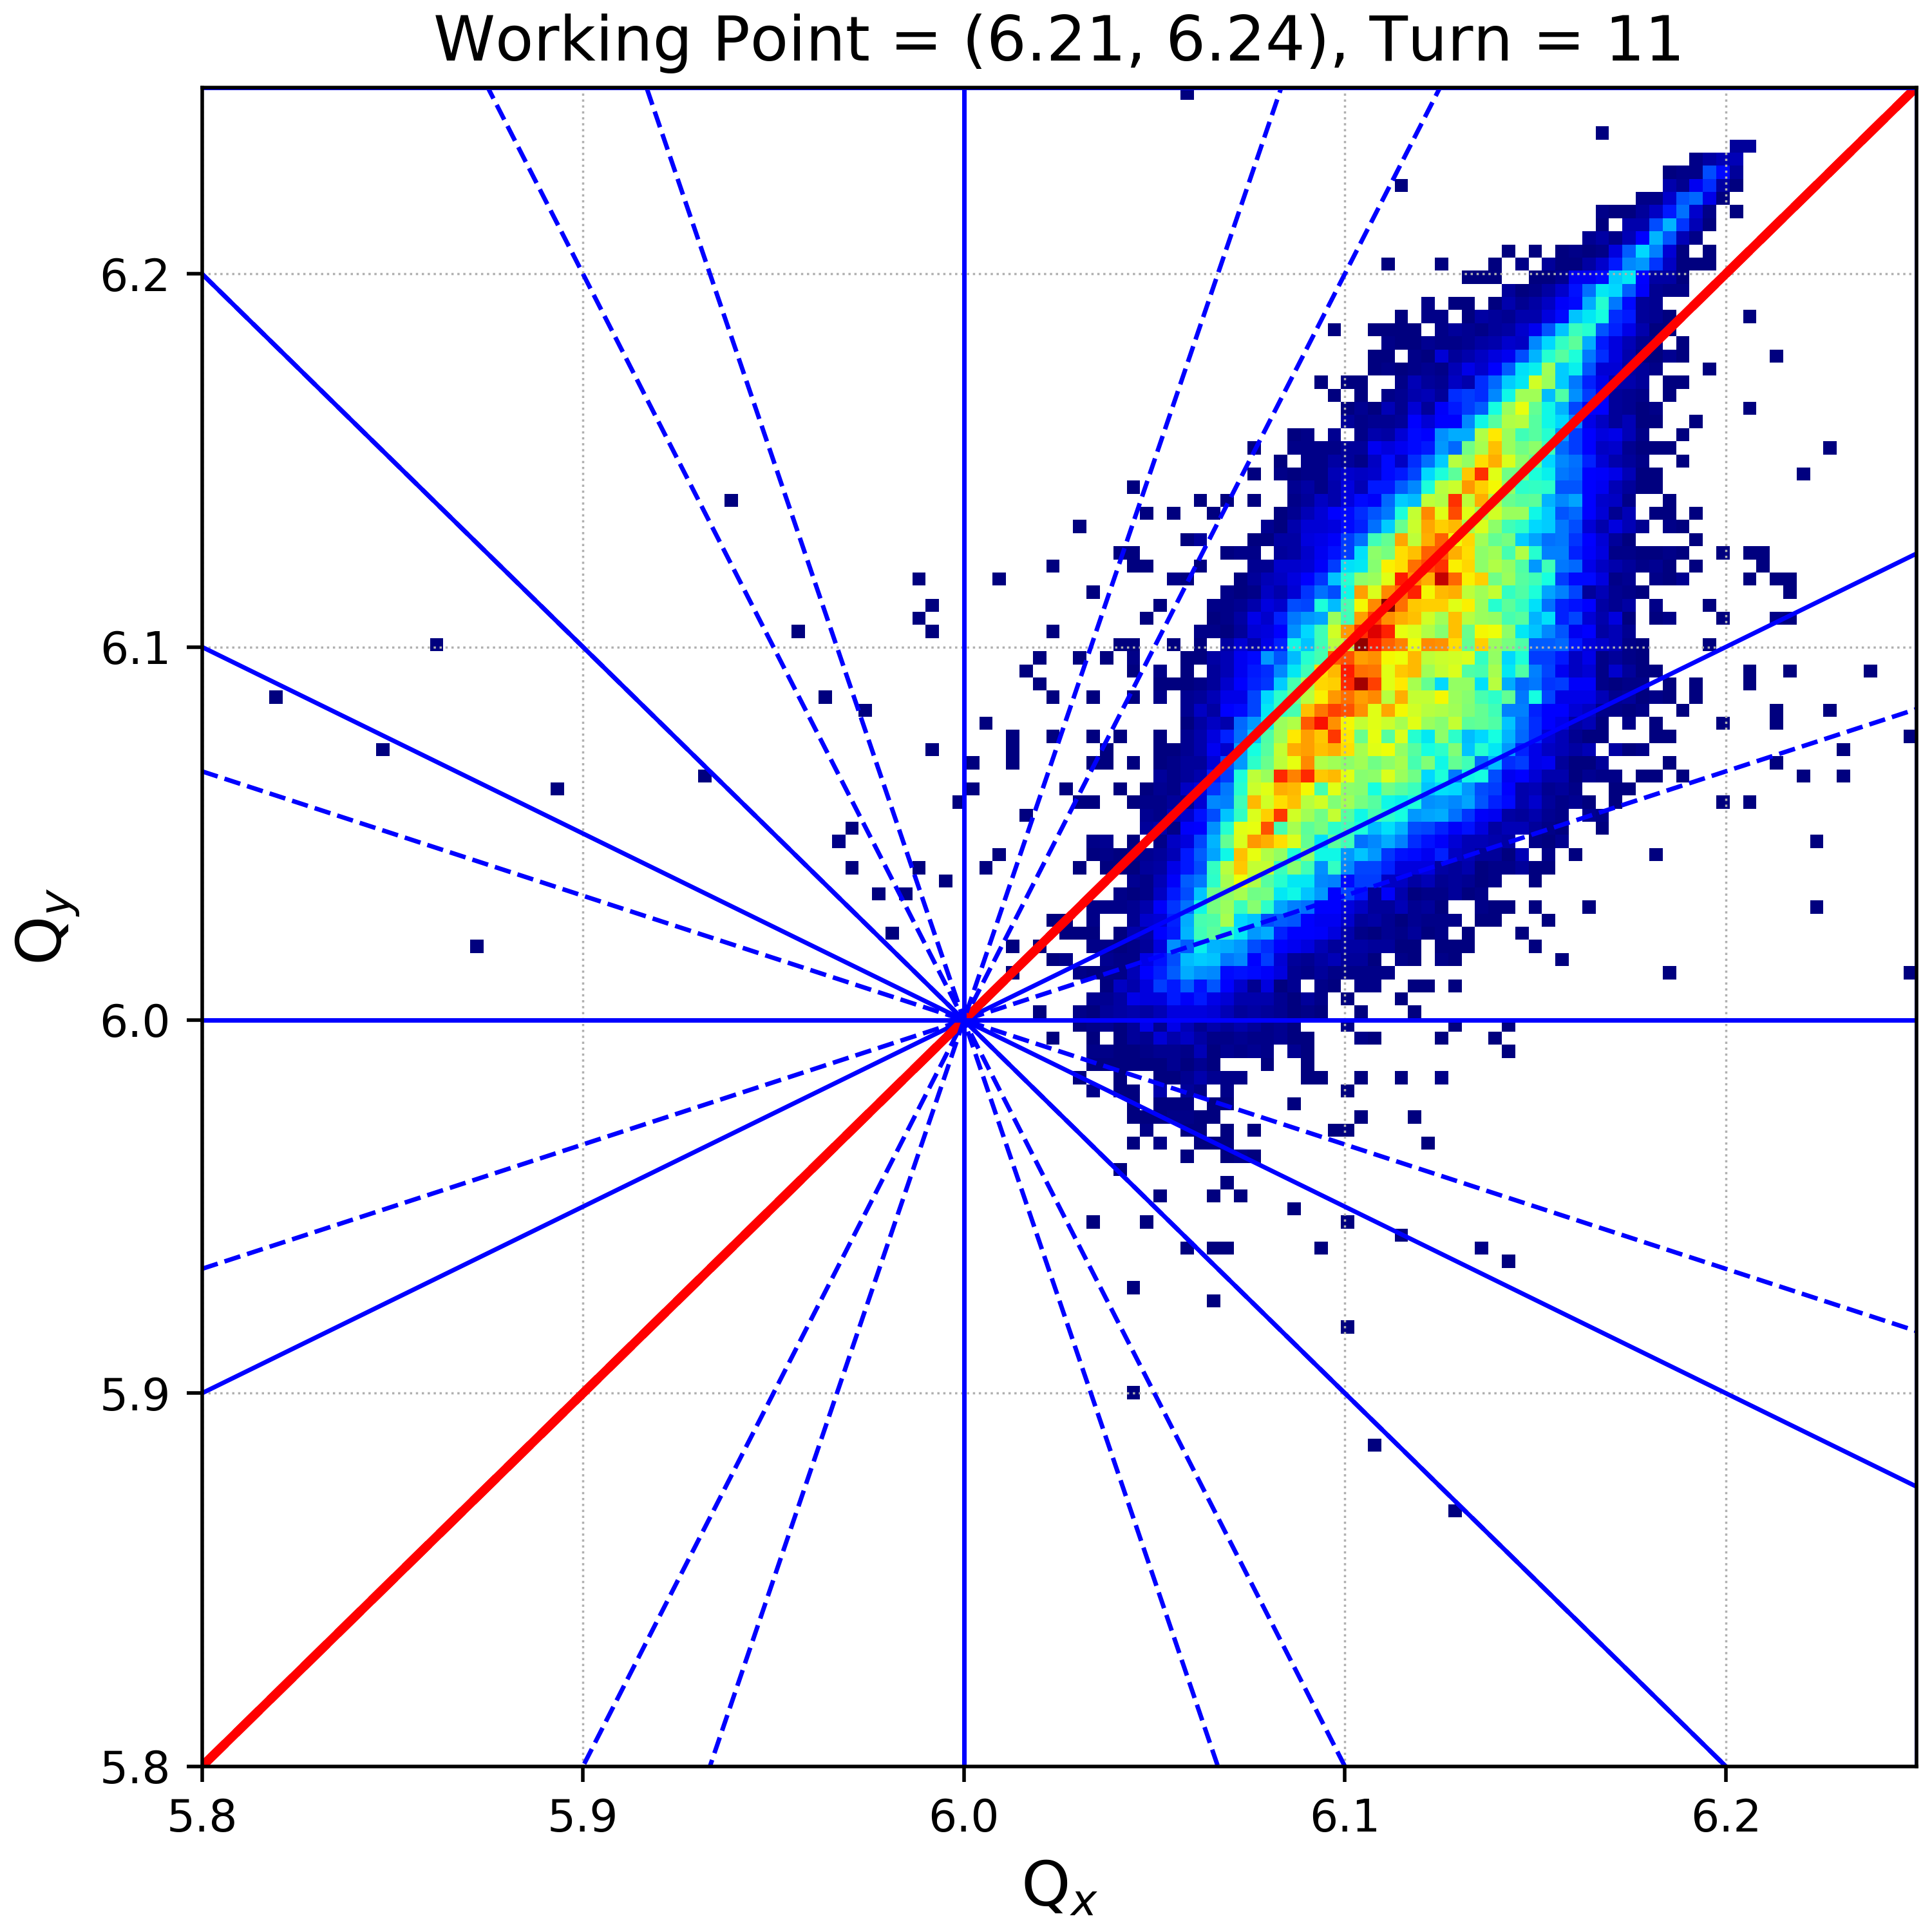 Working Point = (6.21, 6.24), Turn = 11
6.2
6.1
6.0
5.9
5.8
Qy
5.8 5.9 6.0 6.1 6.2
Qx